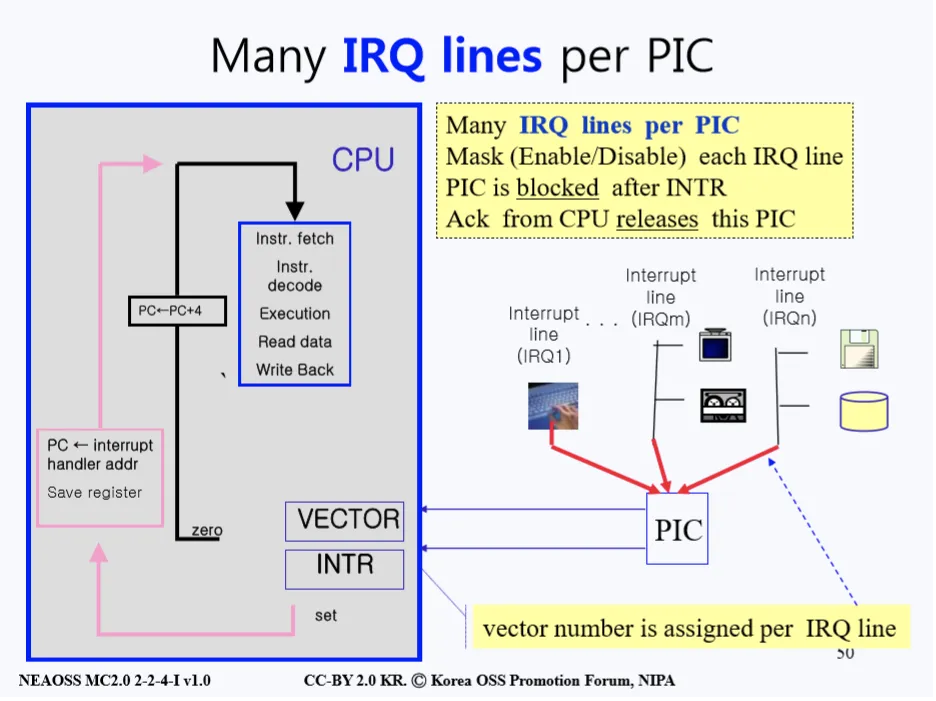 Many IRQ lines per PIC
CPU
Instr. fetch
Instr.
decode
Execution
Read data
Write Back
PC←PC+4
PC ← interrupt
handler addr
Save register
zero
VECTOR
INTR
set
Many IRQ lines per PIC
Mask (Enable/Disable) each IRQ line
PIC is blocked after INTR
Ack from CPU releases this PIC
Interrupt
line
(IRQ1)
. . .
Interrupt
line
(IRQm)
Interrupt
line
(IRQn)
PIC
vector number is assigned per IRQ line
50
NEAOSS MC2.0 2-2-4-I v1.0
CC-BY 2.0 KR. Ⓒ Korea OSS Promotion Forum, NIPA